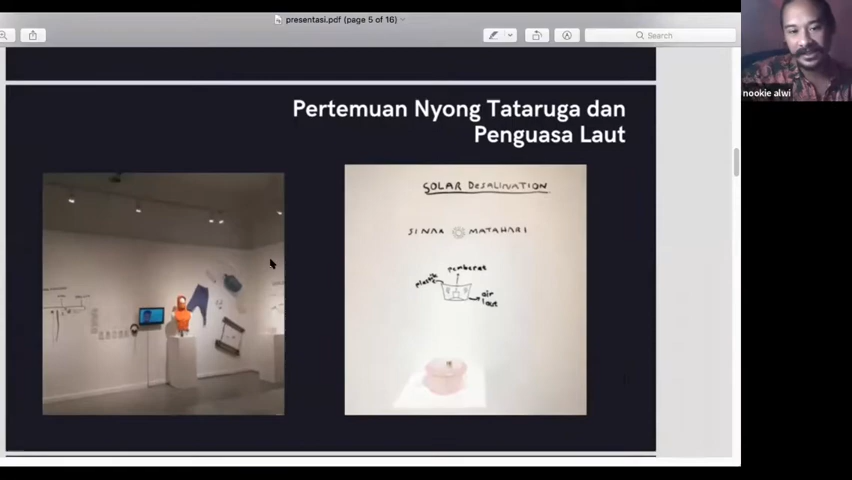 presentasi.pdf (page 5 of 16)
Search
nookie alwi
Pertemuan Nyong Tataruga dan
Penguasa Laut
SOLAR DESALINATION
SINAR MATAHARI
pemberat
plastik
air
laut